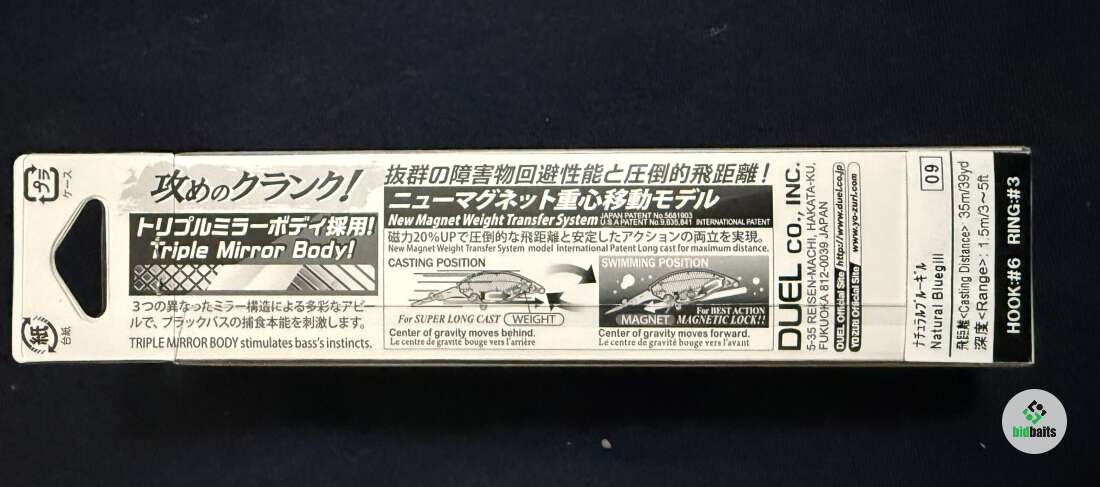 プラ
ケース
紙
台紙
攻めのクランク!
トリプルミラーボディ採用!
Triple Mirror Body!
3つの異なったミラー構造による多彩なアピ
ールで、ブラックバスの捕食本能を刺激します。
TRIPLE MIRROR BODY stimulates bass's instincts.
抜群の障害物回避性能と圧倒的飛距離!
ニューマグネット重心移動モデル
New Magnet Weight Transfer System
JAPAN PATENT No.5681903
U.S.A PATENT No.9,035,841 INTERNATIONAL PATENT
磁力20%UPで圧倒的な飛距離と安定したアクションの両立を実現。
New Magnet Weight Transfer System model International Patent Long cast for maximum distance.
CASTING POSITION
For SUPER LONG CAST
WEIGHT
Center of gravity moves behind.
Le centre de gravité bouge vers l'arrière
SWIMMING POSITION
MAGNET
For BEST ACTION
MAGNETIC LOCK!!
Center of gravity moves forward.
Le centre de gravité bouge vers l'avant
DUEL CO., INC.
5-35 REISEN-MACHI, HAKATA-KU,
FUKUOKA 812-0039 JAPAN
DUEL Official Site http://www.duel.co.jp
YO-ZURI Official Site www.yo-zuri.com
09
ナチュラルブルーギル
Natural Bluegill
飛距離<Casting Distance> 35m/39yd
深度<Range>: 1.5m/3~5ft
HOOK:#6 RING:#3
bidbaits